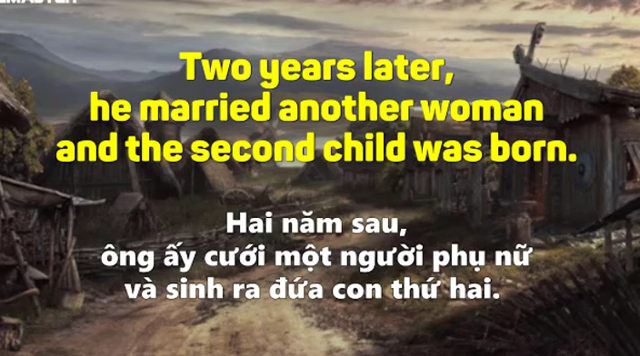 Two years later,
he married another woman
and the second child was born.
Hai năm sau,
ông ấy cưới một người phụ nữ
và sinh ra đứa con thứ hai.